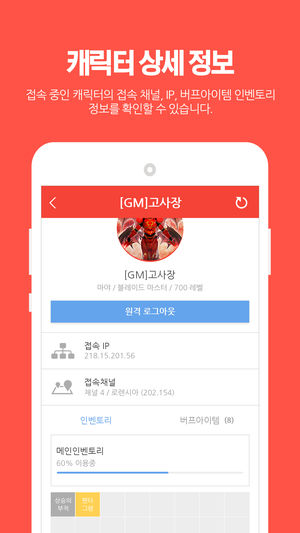 캐릭터 상세 정보
접속 중인 캐릭터의 접속 채널, IP, 버프아이템 인벤토리
정보를 확인할 수 있습니다.
[GM]고사장
[GM]고사장
마야 / 블레이드 마스터 / 700 레벨
원격 로그아웃
접속 IP
218.15.201.56
접속채널
채널 4 / 로렌시아 (202.154)
인벤토리
버프아이템 (8)
메인인벤토리
60% 이용중
상승의
부적
펜타
그램